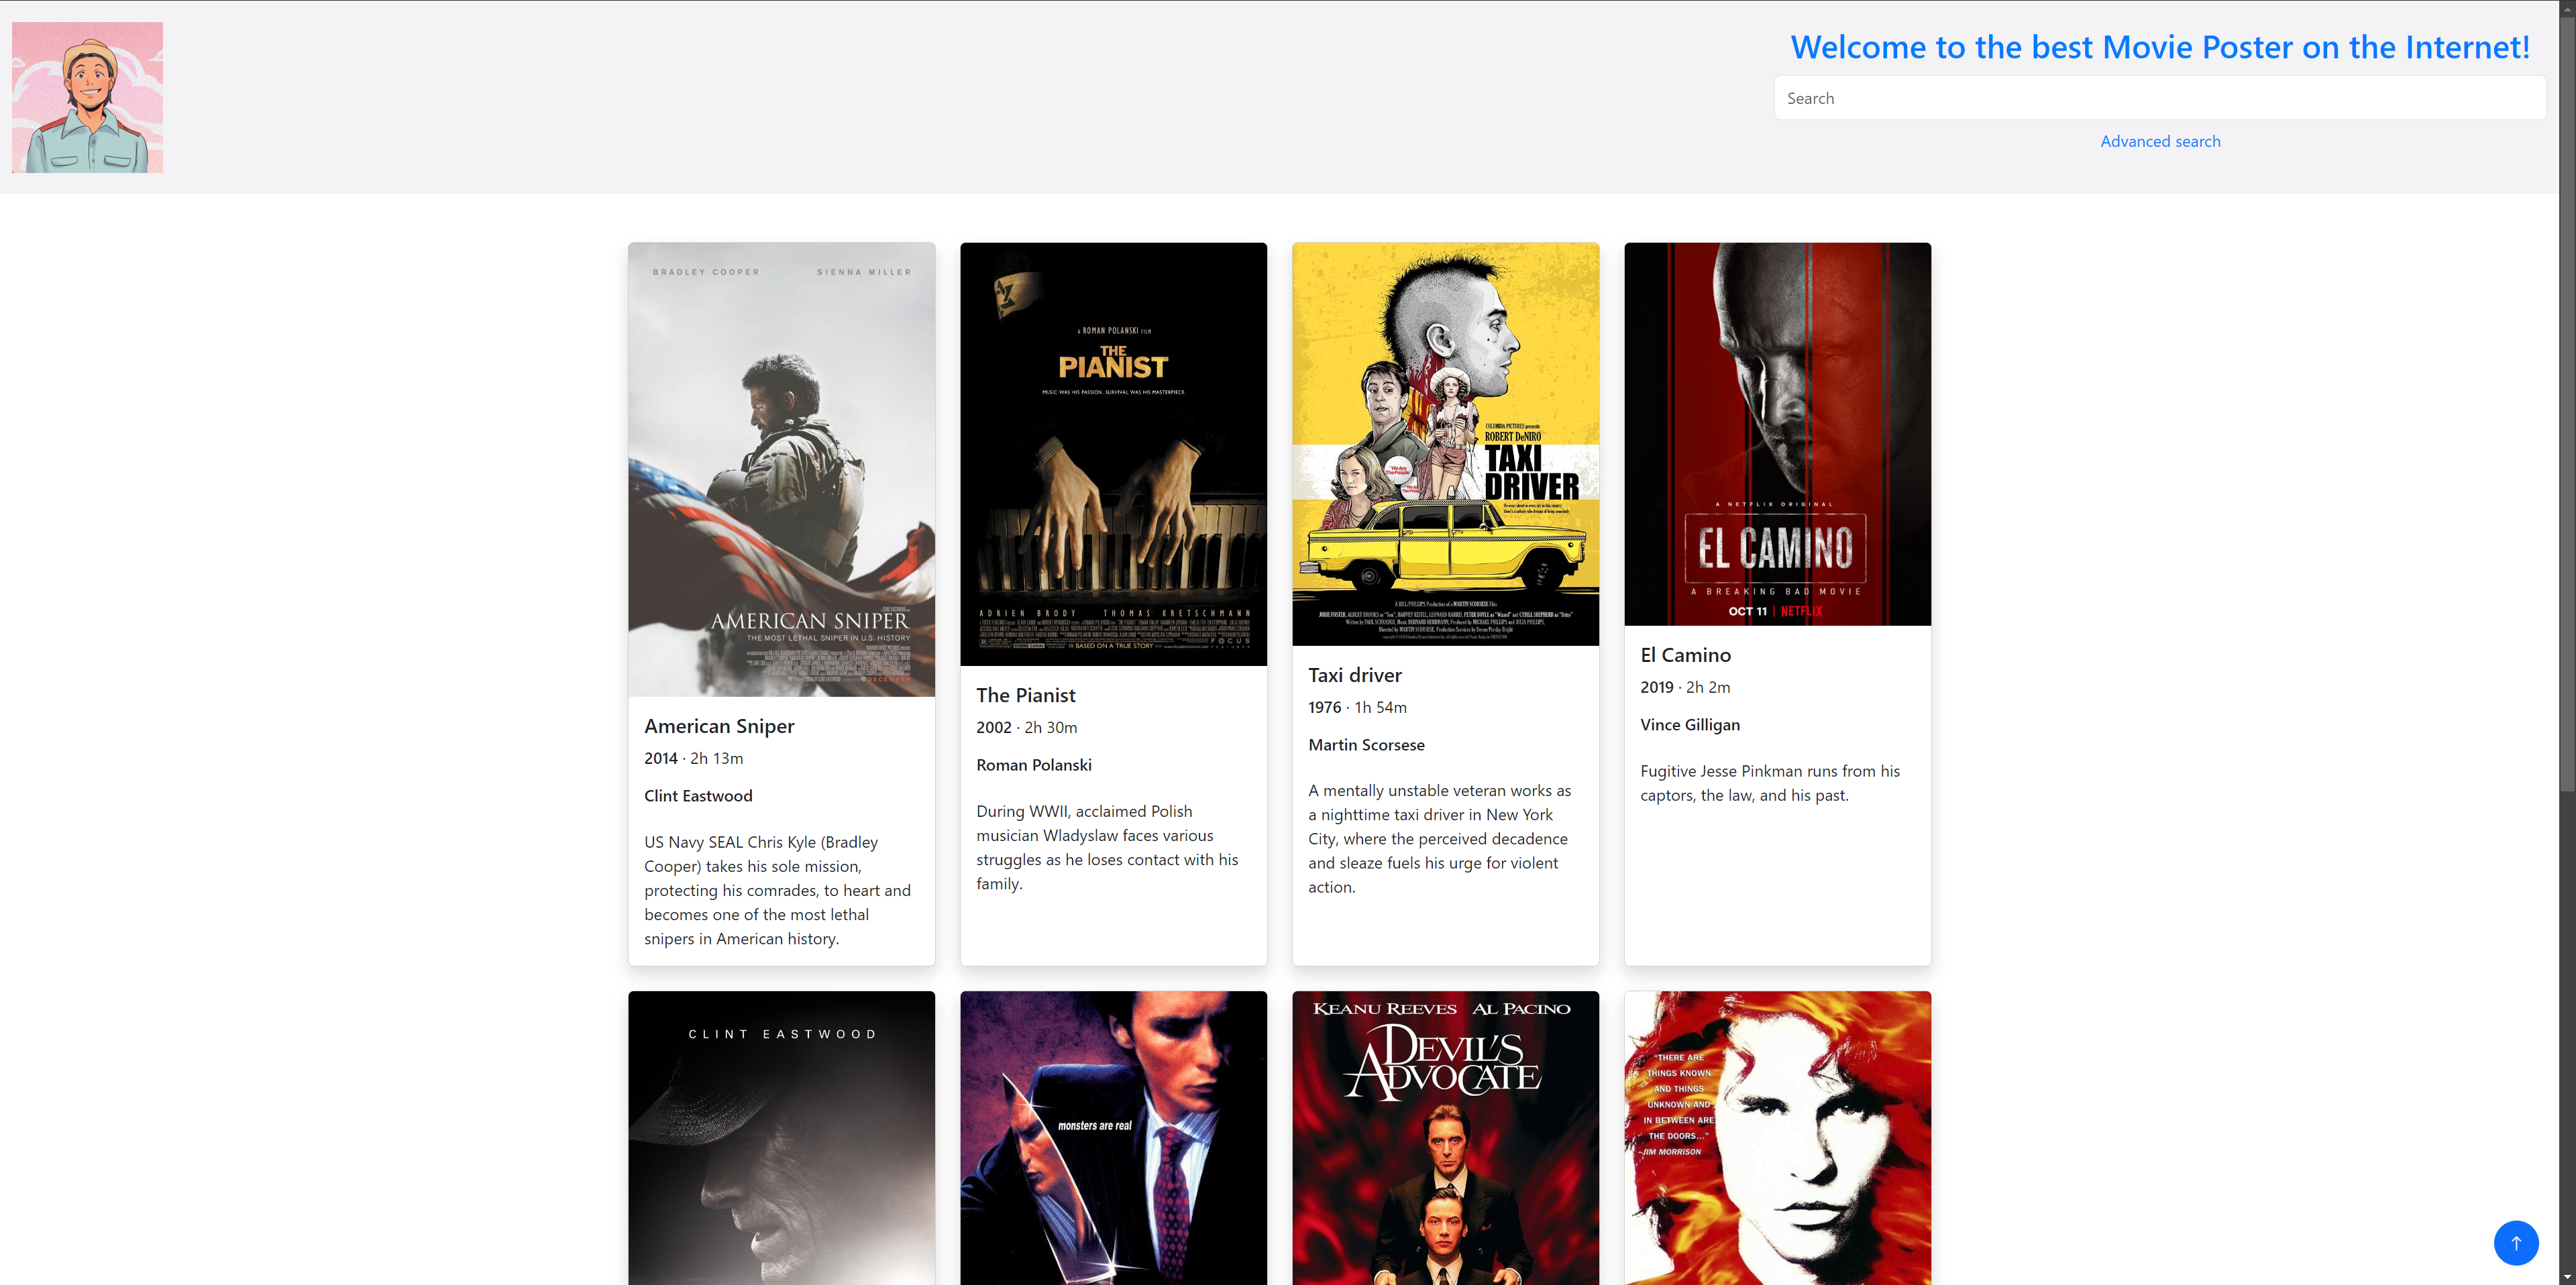 Welcome to the best Movie Poster on the Internet!
Search
Advanced search
BRADLEY COOPER SIENNA MILLER
AMERICAN SNIPER
THE MOST LETHAL SNIPER IN U.S. HISTORY
DECEMBER
American Sniper
2014 · 2h 13m
Clint Eastwood
US Navy SEAL Chris Kyle (Bradley
Cooper) takes his sole mission,
protecting his comrades, to heart and
becomes one of the most lethal
snipers in American history.
A ROMAN POLANSKI FILM
THE
PIANIST
MUSIC WAS HIS PASSION. SURVIVAL WAS HIS MASTERPIECE.
ADRIEN BRODY THOMAS KRETSCHMANN
BASED ON A TRUE STORY
FOCUS
The Pianist
2002 · 2h 30m
Roman Polanski
During WWII, acclaimed Polish
musician Wladyslaw faces various
struggles as he loses contact with his
family.
COLUMBIA PICTURES presents
ROBERT DeNIRO
TAXI
DRIVER
Taxi driver
1976 · 1h 54m
Martin Scorsese
A mentally unstable veteran works as
a nighttime taxi driver in New York
City, where the perceived decadence
and sleaze fuels his urge for violent
action.
A NETFLIX ORIGINAL
EL CAMINO
A BREAKING BAD MOVIE
OCT 11 | NETFLIX
El Camino
2019 · 2h 2m
Vince Gilligan
Fugitive Jesse Pinkman runs from his
captors, the law, and his past.
CLINT EASTWOOD
monsters are real
KEANU REEVES AL PACINO
DEVIL'S
ADVOCATE
"THERE ARE
THINGS KNOWN
AND THINGS
UNKNOWN AND
IN BETWEEN ARE
THE DOORS..."
-JIM MORRISON